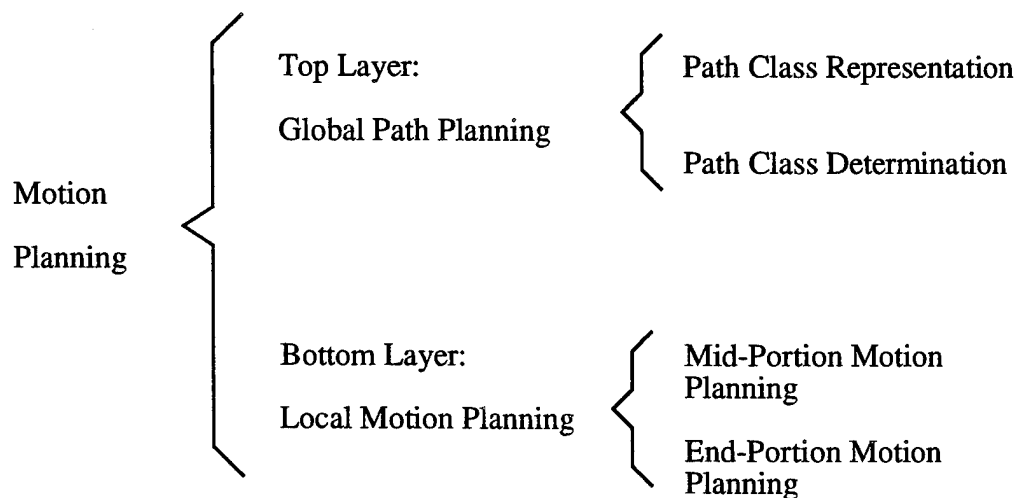 Motion
Planning
Top Layer:
Global Path Planning
Path Class Representation
Path Class Determination
Bottom Layer:
Local Motion Planning
Mid-Portion Motion
Planning
End-Portion Motion
Planning